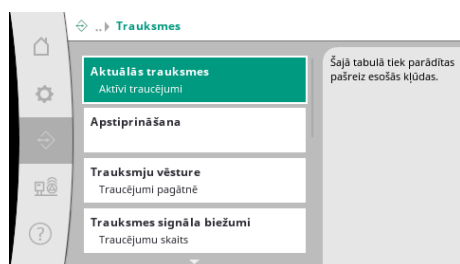 ..▸ Trauksmes
Aktuālās trauksmes
Aktīvi traucējumi
Apstiprināšana
Trauksmju vēsture
Traucējumi pagātnē
Trauksmes signāla biežumi
Traucējumu skaits
Šajā tabulā tiek parādītas
pašreiz esošās kļūdas.
?